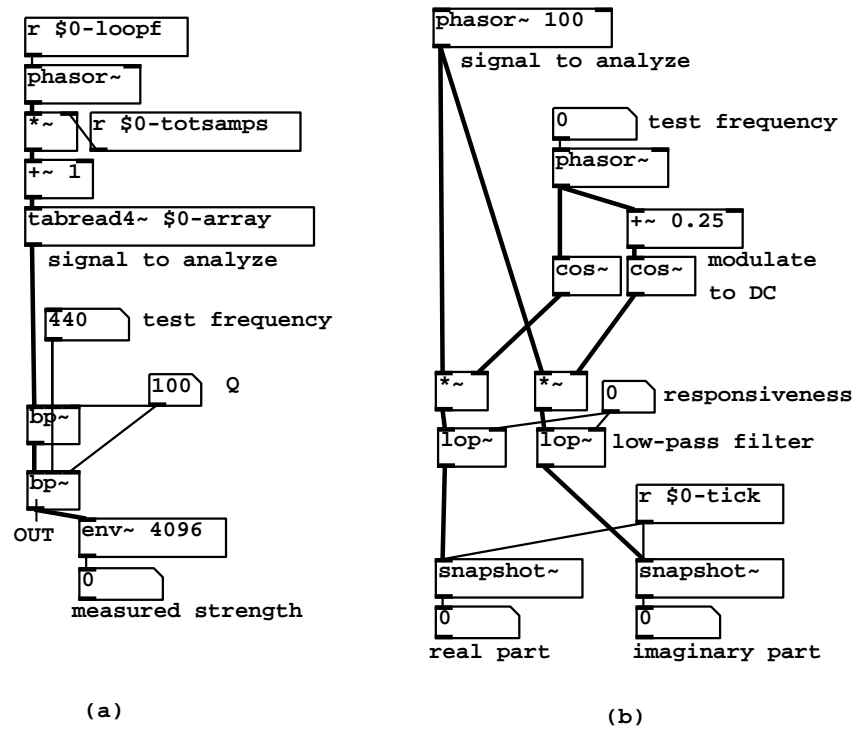 r $0-loopf
phasor~
*~
r $0-totsamps
+~ 1
tabread4~ $0-array
signal to analyze
440
test frequency
100
Q
bp~
bp~
OUT
env~ 4096
0
measured strength
(a)
phasor~ 100
signal to analyze
0
test frequency
phasor~
+~ 0.25
cos~
cos~
modulate
to DC
*~
*~
0
responsiveness
lop~
lop~
low-pass filter
r $0-tick
snapshot~
snapshot~
0
0
real part
imaginary part
(b)